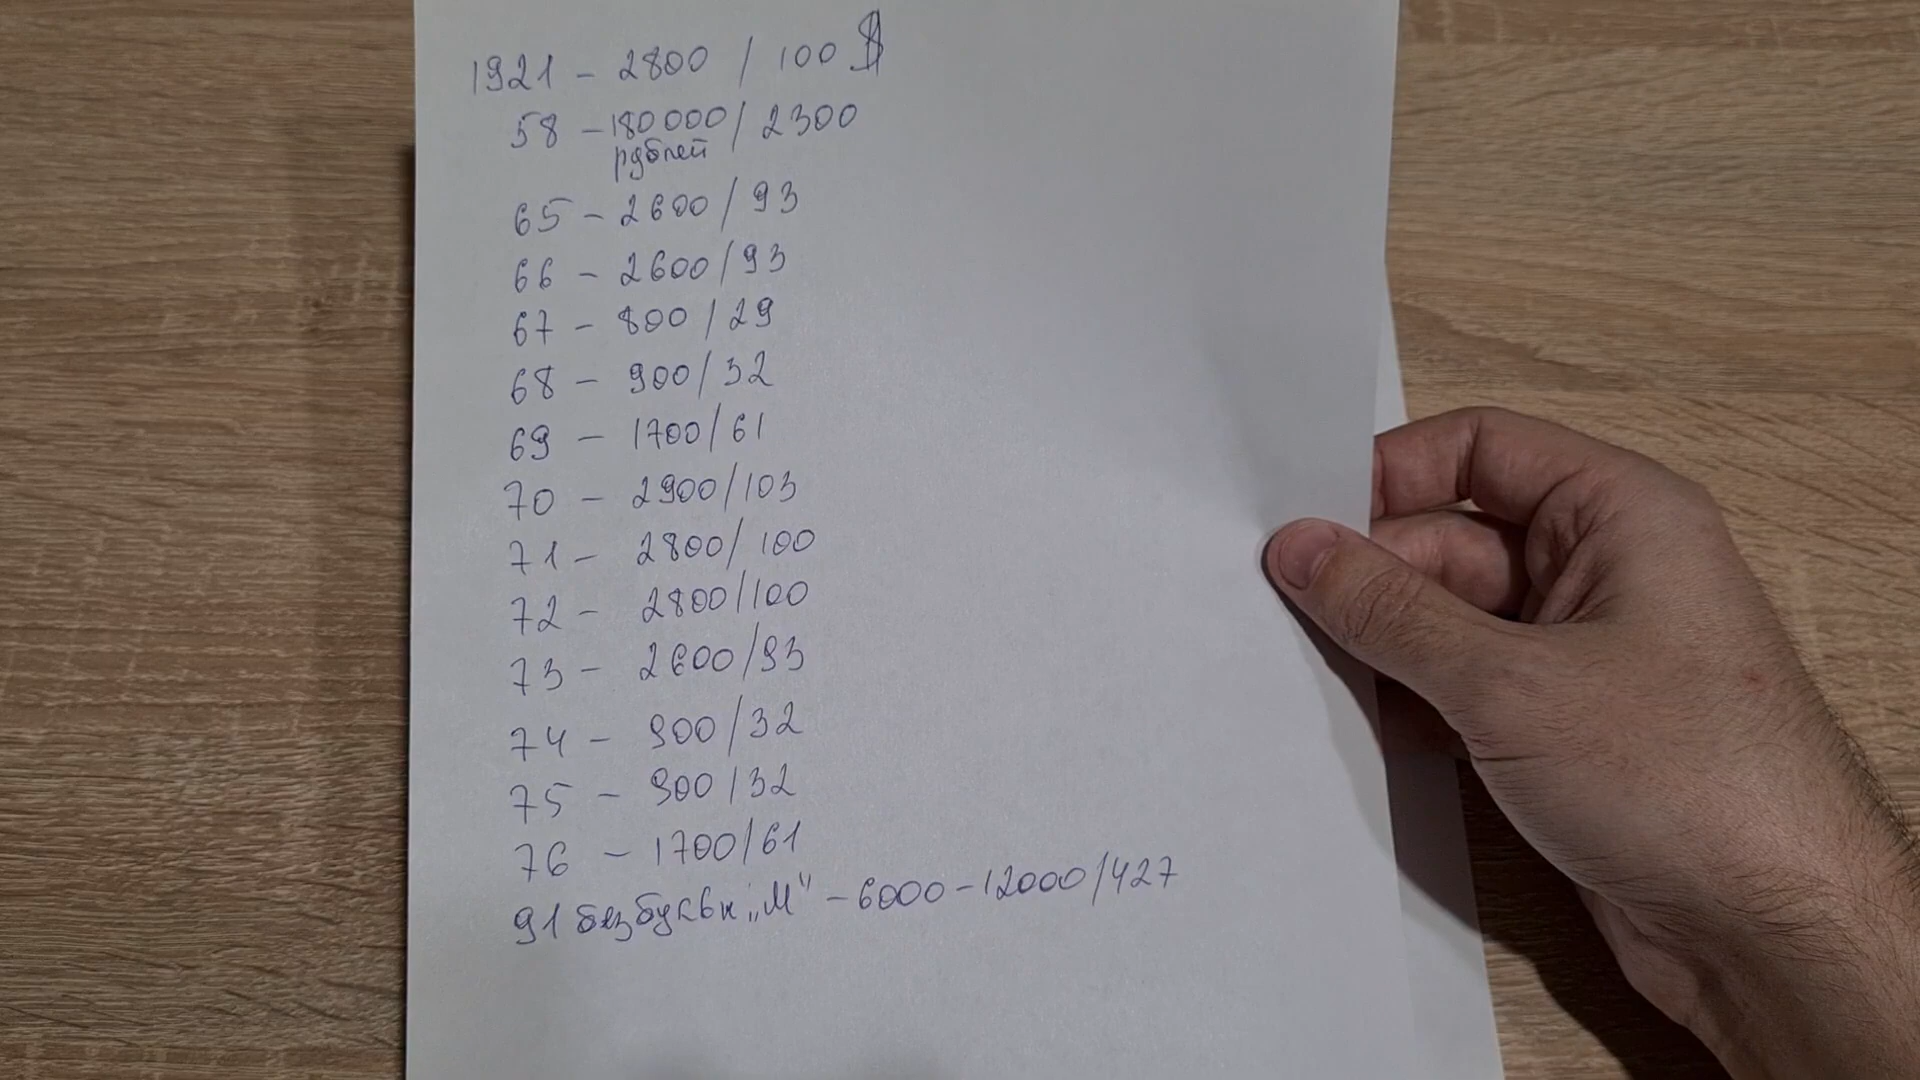 1921 - 2800 / 100 $
58 - 180000 / 2300
рублей
65 - 2600 / 93
66 - 2600 / 93
67 - 800 / 29
68 - 900 / 32
69 - 1700 / 61
70 - 2900 / 103
71 - 2800 / 100
72 - 2800 / 100
73 - 2600 / 93
74 - 900 / 32
75 - 900 / 32
76 - 1700 / 61
91 без буквы „М" - 6000 - 12000 / 427